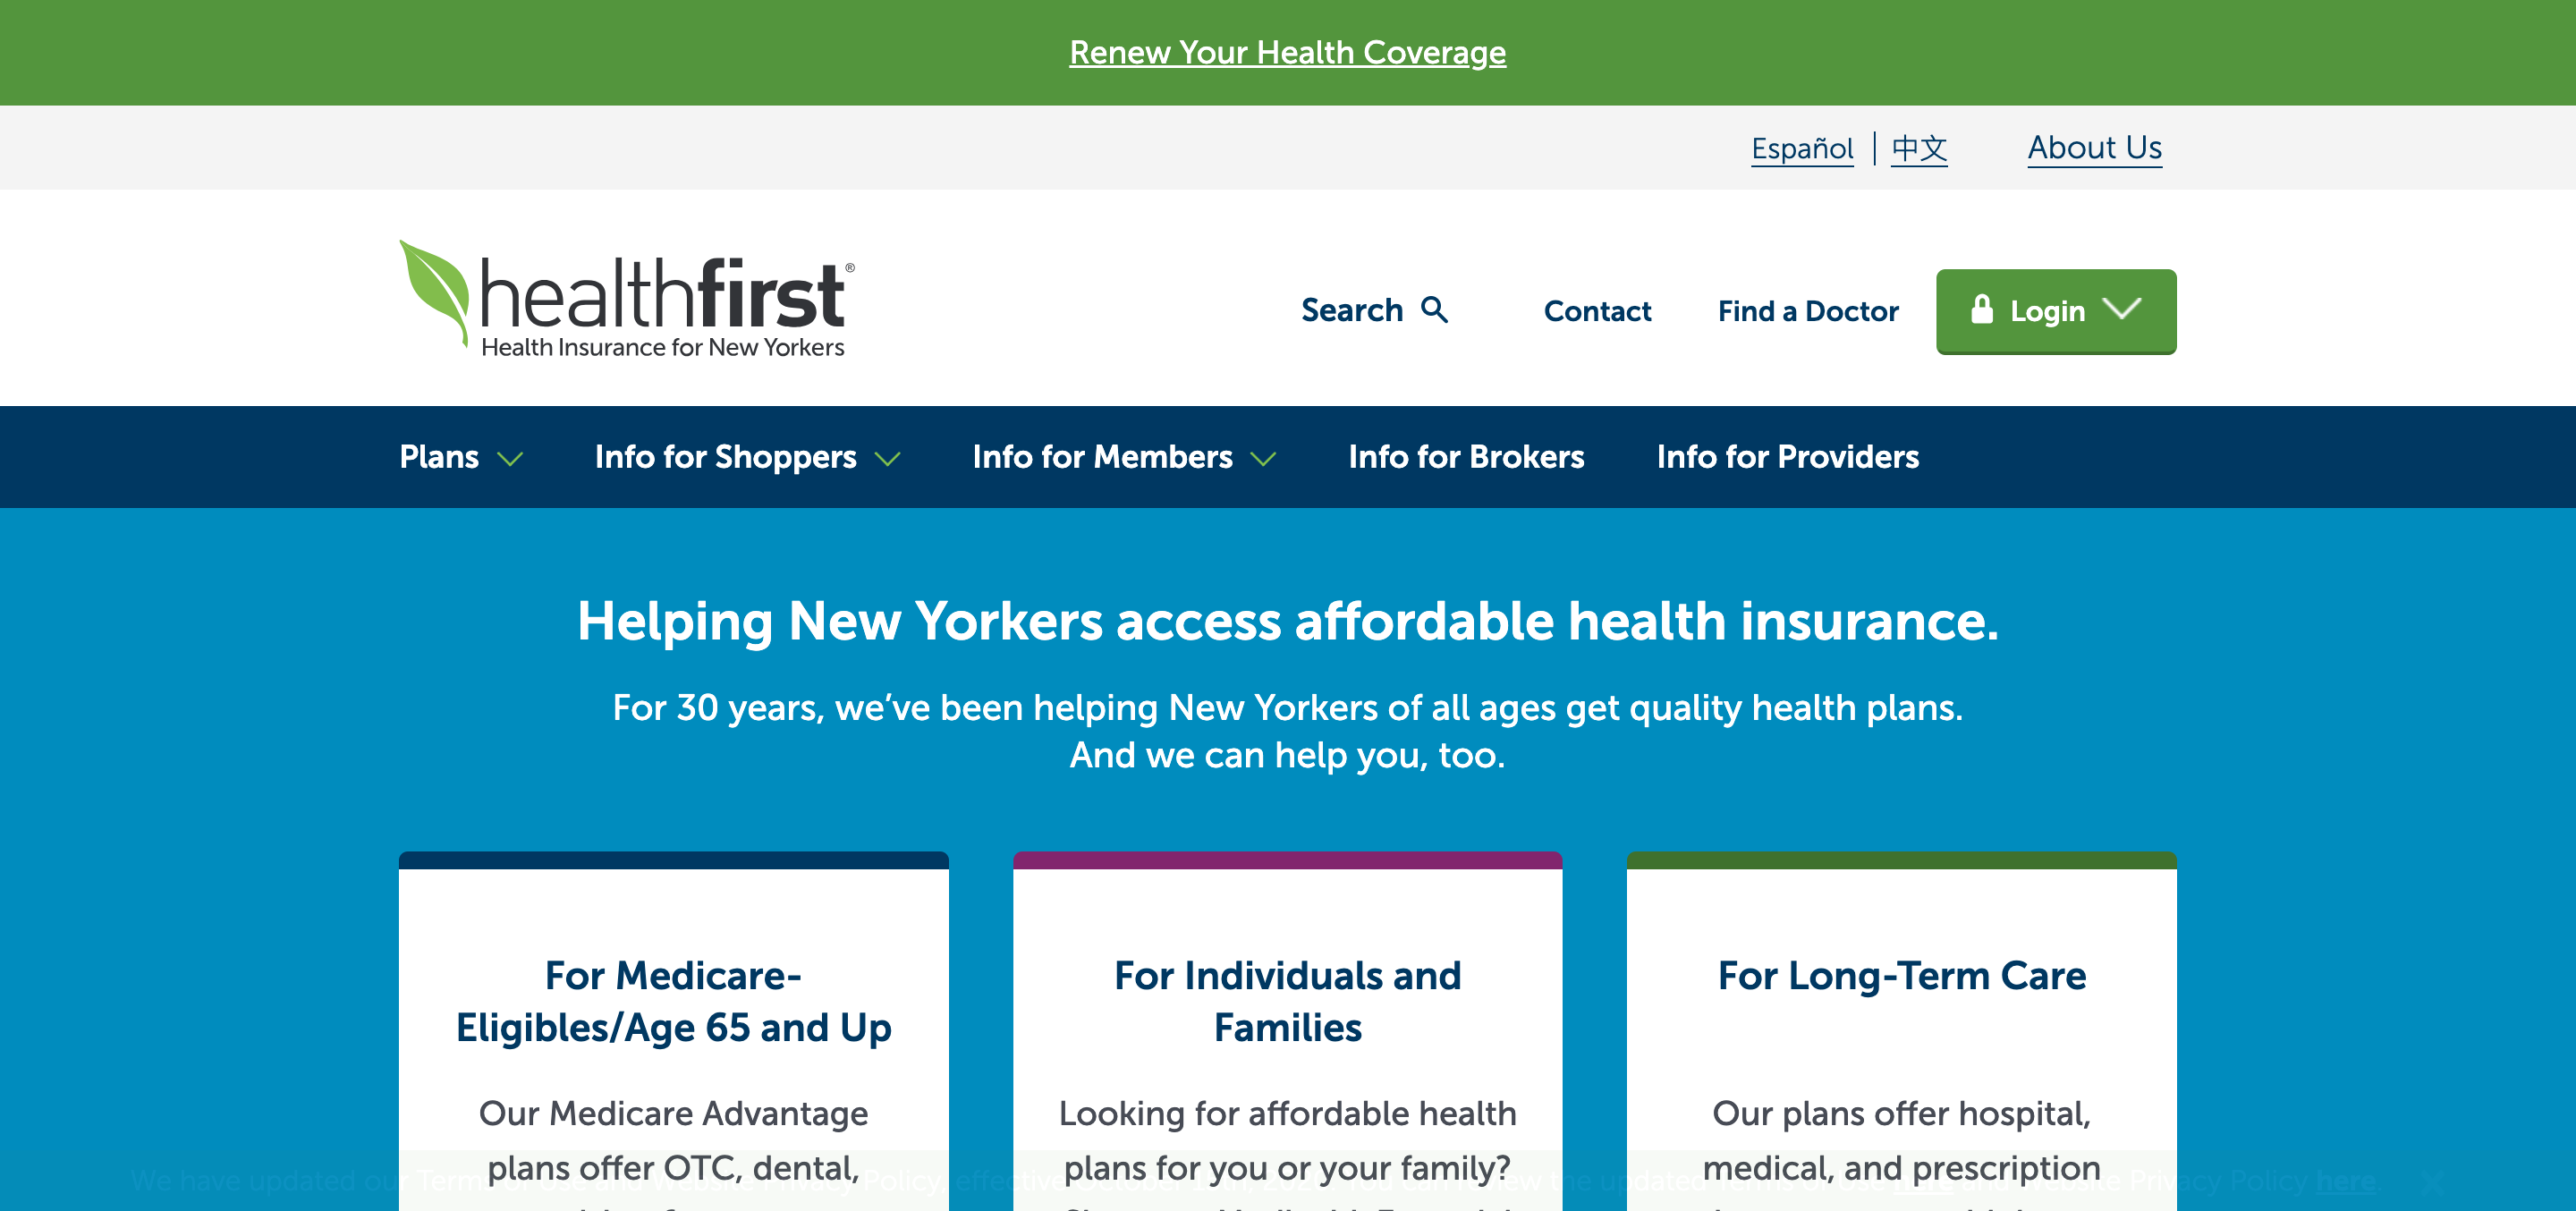 Renew Your Health Coverage
Español | 中文 About Us
healthfirst®
Health Insurance for New Yorkers
Search Contact Find a Doctor Login
Plans Info for Shoppers Info for Members Info for Brokers Info for Providers
Helping New Yorkers access affordable health insurance.
For 30 years, we’ve been helping New Yorkers of all ages get quality health plans.
And we can help you, too.
For Medicare-
Eligibles/Age 65 and Up
Our Medicare Advantage
plans offer OTC, dental,
For Individuals and
Families
Looking for affordable health
plans for you or your family?
For Long-Term Care
Our plans offer hospital,
medical, and prescription
We have updated our Privacy Policy here.